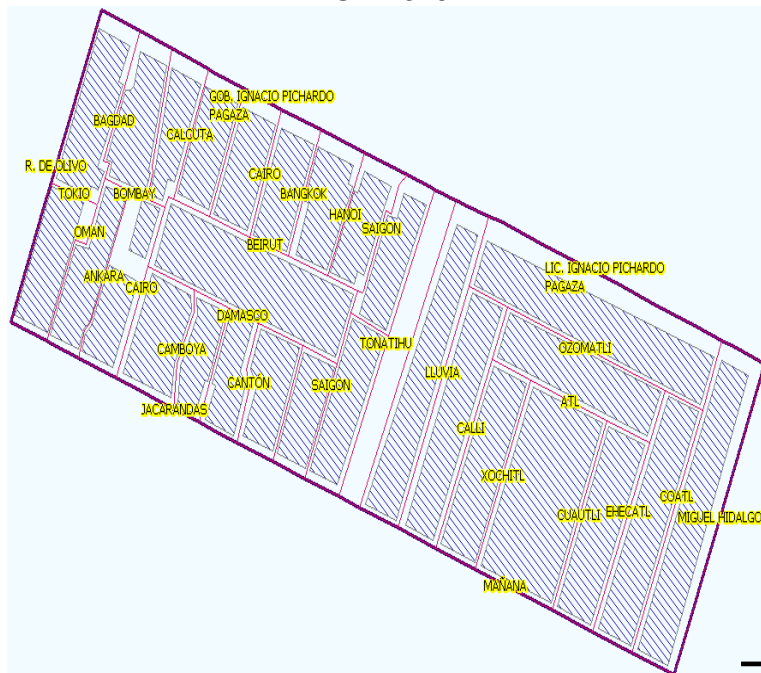 GOB. IGNACIO PICHARDO
PAGAZA
BAGDAD
CALCUTA
R. DE OLIVO
CAIRO
TOKIO
BOMBAY
BANGKOK
HANOI
OMAN
SAIGON
BEIRUT
LIC. IGNACIO PICHARDO
PAGAZA
ANKARA
CAIRO
DAMASCO
TONATIHU
OZOMATLI
CAMBOYA
LLUVIA
CANTÓN
SAIGON
ATL
JACARANDAS
CALLI
XOCHITL
COATL
CUAUTLI
EHECATL
MIGUEL HIDALGO
MAÑANA